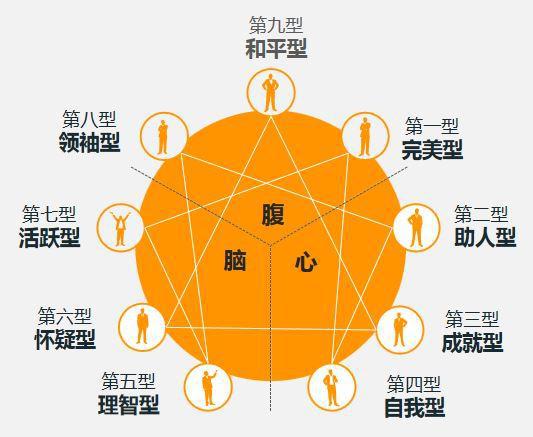 第九型
和平型
第八型
领袖型
第一型
完美型
第七型
活跃型
腹
第二型
助人型
脑
心
第六型
怀疑型
第三型
成就型
第五型
理智型
第四型
自我型